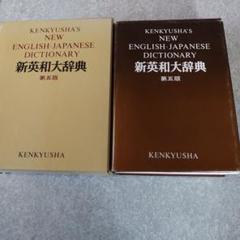 KENKYUSHA'S
NEW
ENGLISH-JAPANESE
DICTIONARY
新英和大辞典
第五版
KENKYUSHA
KENKYUSHA'S
NEW
ENGLISH-JAPANESE
DICTIONARY
新英和大辞典
第五版
KENKYUSHA